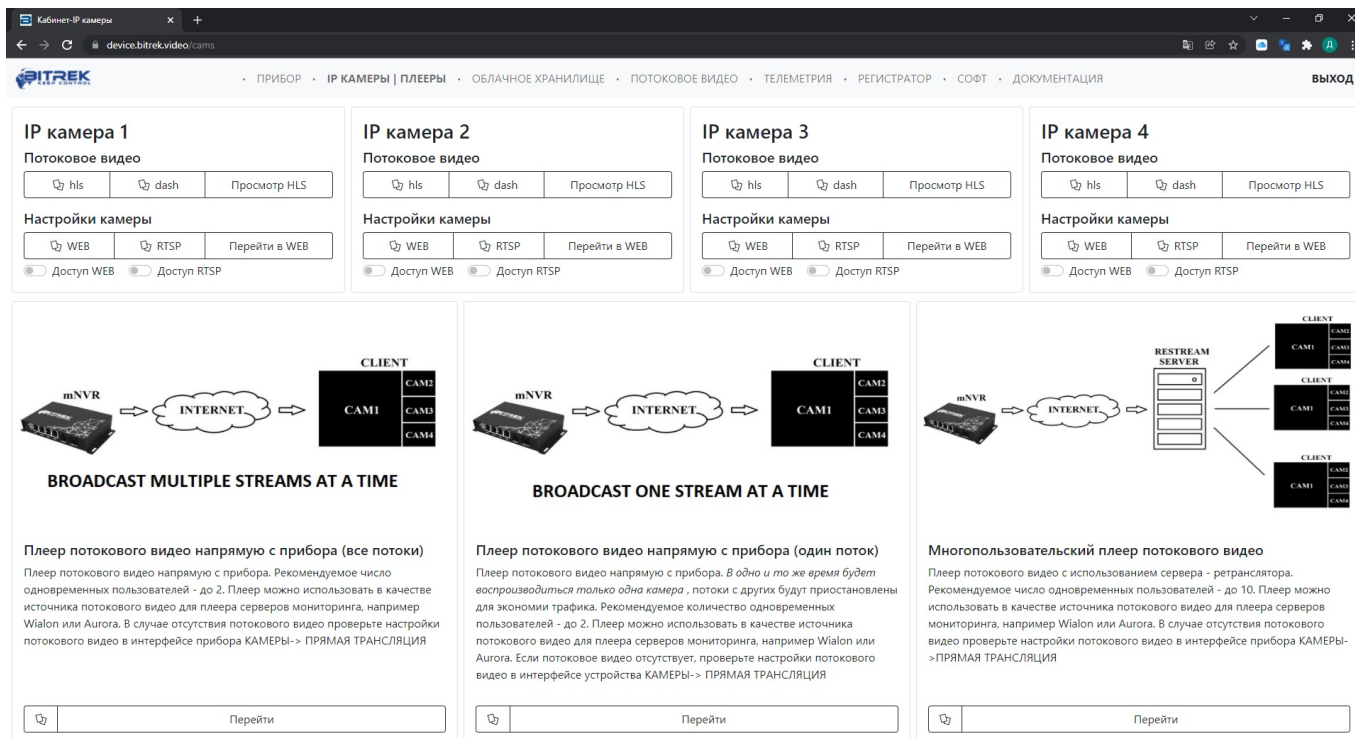 Кабинет-IP камеры
device.bitrek.video/cams
Д
BITREK
KEEP CONTROL
ПРИБОР · IP КАМЕРЫ | ПЛЕЕРЫ · ОБЛАЧНОЕ ХРАНИЛИЩЕ · ПОТОКОВОЕ ВИДЕО · ТЕЛЕМЕТРИЯ · РЕГИСТРАТОР · СОФТ · ДОКУМЕНТАЦИЯ
ВЫХОД
IP камера 1
Потоковое видео
hls dash Просмотр HLS
Настройки камеры
WEB RTSP Перейти в WEB
Доступ WEB Доступ RTSP
IP камера 2
Потоковое видео
hls dash Просмотр HLS
Настройки камеры
WEB RTSP Перейти в WEB
Доступ WEB Доступ RTSP
IP камера 3
Потоковое видео
hls dash Просмотр HLS
Настройки камеры
WEB RTSP Перейти в WEB
Доступ WEB Доступ RTSP
IP камера 4
Потоковое видео
hls dash Просмотр HLS
Настройки камеры
WEB RTSP Перейти в WEB
Доступ WEB Доступ RTSP
mNVR
INTERNET
CLIENT
CAM1
CAM2
CAM3
CAM4
BROADCAST MULTIPLE STREAMS AT A TIME
Плеер потокового видео напрямую с прибора (все потоки)
Плеер потокового видео напрямую с прибора. Рекомендуемое число
одновременных пользователей - до 2. Плеер можно использовать в качестве
источника потокового видео для плеера серверов мониторинга, например
Wialon или Aurora. В случае отсутствия потокового видео проверьте настройки
потокового видео в интерфейсе прибора КАМЕРЫ-> ПРЯМАЯ ТРАНСЛЯЦИЯ
Перейти
mNVR
INTERNET
CLIENT
CAM1
CAM2
CAM3
CAM4
BROADCAST ONE STREAM AT A TIME
Плеер потокового видео напрямую с прибора (один поток)
Плеер потокового видео напрямую с прибора. В одно и то же время будет
воспроизводиться только одна камера , потоки с других будут приостановлены
для экономии трафика. Рекомендуемое количество одновременных
пользователей - до 2. Плеер можно использовать в качестве источника
потокового видео для плеера серверов мониторинга, например Wialon или
Aurora. Если потоковое видео отсутствует, проверьте настройки потокового
видео в интерфейсе устройства КАМЕРЫ-> ПРЯМАЯ ТРАНСЛЯЦИЯ
Перейти
mNVR
INTERNET
RESTREAM
SERVER
CLIENT
CAM1
CAM2
CAM3
CAM4
CLIENT
CAM1
CAM2
CAM3
CAM4
CLIENT
CAM1
CAM2
CAM3
CAM4
Многопользовательский плеер потокового видео
Плеер потокового видео с использованием сервера - ретранслятора.
Рекомендуемое число одновременных пользователей - до 10. Плеер можно
использовать в качестве источника потокового видео для плеера серверов
мониторинга, например Wialon или Aurora. В случае отсутствия потокового
видео проверьте настройки потокового видео в интерфейсе прибора КАМЕРЫ-
>ПРЯМАЯ ТРАНСЛЯЦИЯ
Перейти